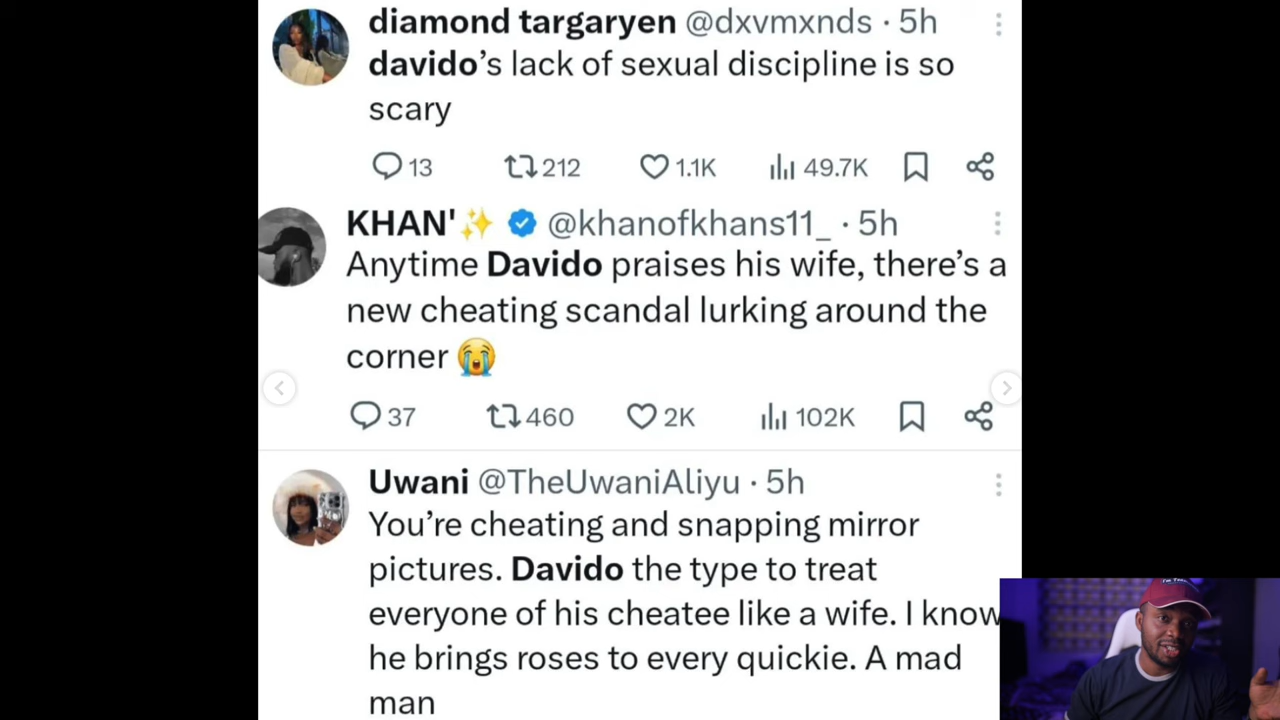 diamond targaryen @dxvmxnds · 5h
davido's lack of sexual discipline is so
scary
13 212 1.1K 49.7K
KHAN'✨ @khanofkhans11_ · 5h
Anytime Davido praises his wife, there's a
new cheating scandal lurking around the
corner 😭
37 460 2K 102K
Uwani @TheUwaniAliyu · 5h
You're cheating and snapping mirror
pictures. Davido the type to treat
everyone of his cheatee like a wife. I know
he brings roses to every quickie. A mad
man